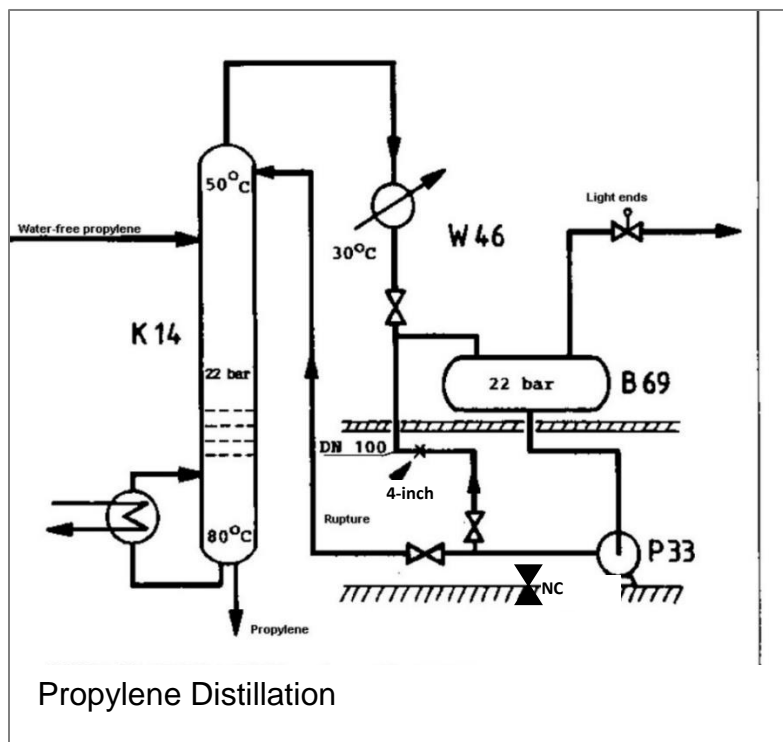 50°C
Light ends
Water-free propylene
W 46
30°C
K 14
22 bar
22 bar
B 69
DN 100
4-inch
Rupture
P 33
80°C
NC
Propylene
Propylene Distillation